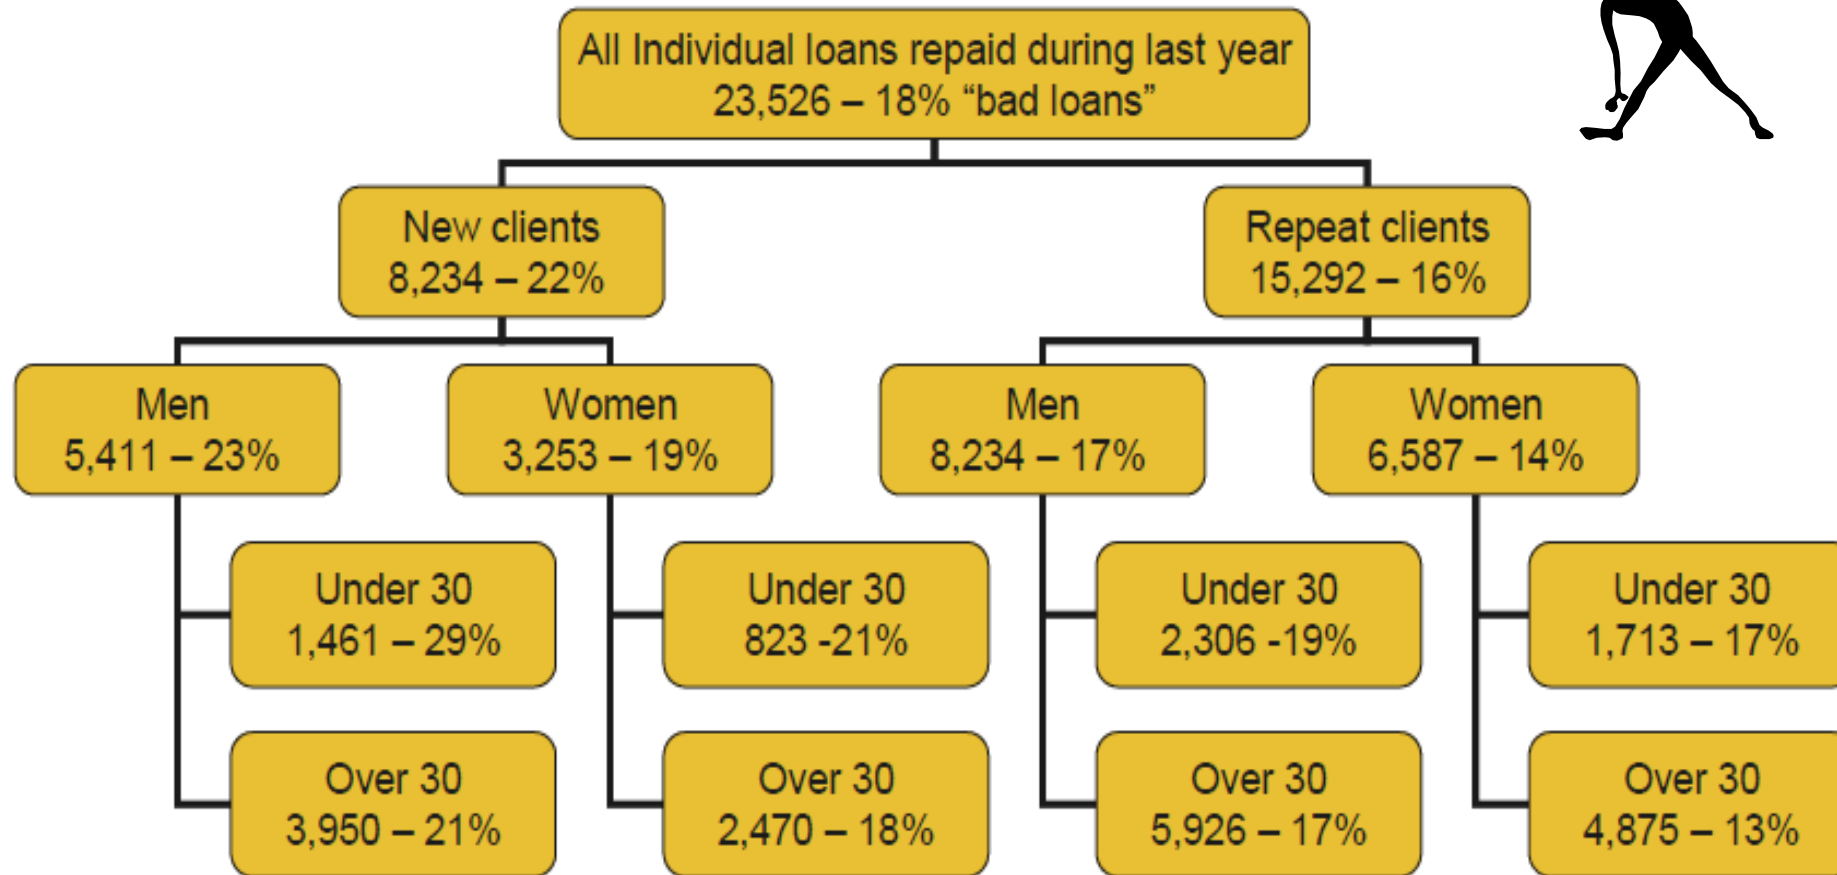 All Individual loans repaid during last year
23,526 – 18% “bad loans”
New clients
8,234 – 22%
Repeat clients
15,292 – 16%
Men
5,411 – 23%
Women
3,253 – 19%
Men
8,234 – 17%
Women
6,587 – 14%
Under 30
1,461 – 29%
Under 30
823 -21%
Under 30
2,306 -19%
Under 30
1,713 – 17%
Over 30
3,950 – 21%
Over 30
2,470 – 18%
Over 30
5,926 – 17%
Over 30
4,875 – 13%